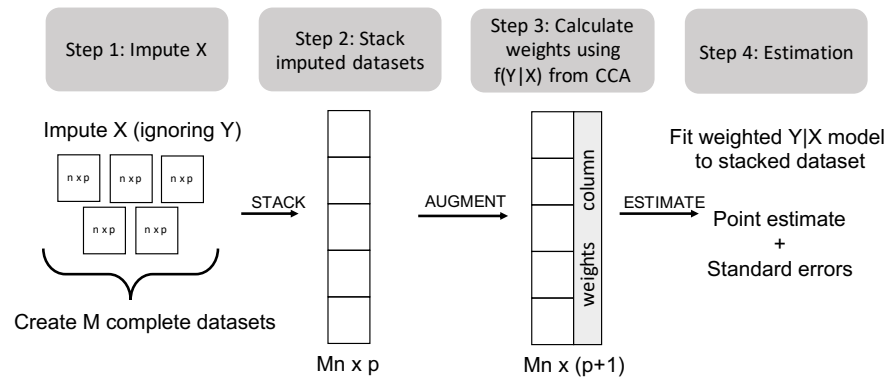 Step 1: Impute X
Step 2: Stack
imputed datasets
Step 3: Calculate
weights using
f(Y|X) from CCA
Step 4: Estimation
Impute X (ignoring Y)
n x p
n x p
n x p
n x p
n x p
Create M complete datasets
STACK
Mn x p
AUGMENT
weights column
Mn x (p+1)
ESTIMATE
Fit weighted Y|X model
to stacked dataset
Point estimate
+
Standard errors